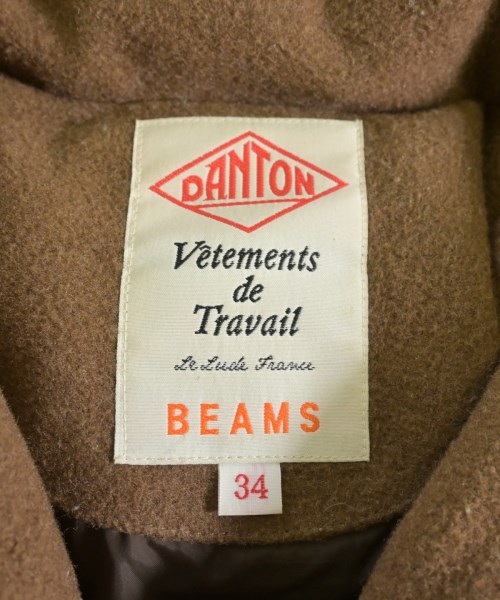 DANTON
Vêtements
de
Travail
Le Lude France
BEAMS
34